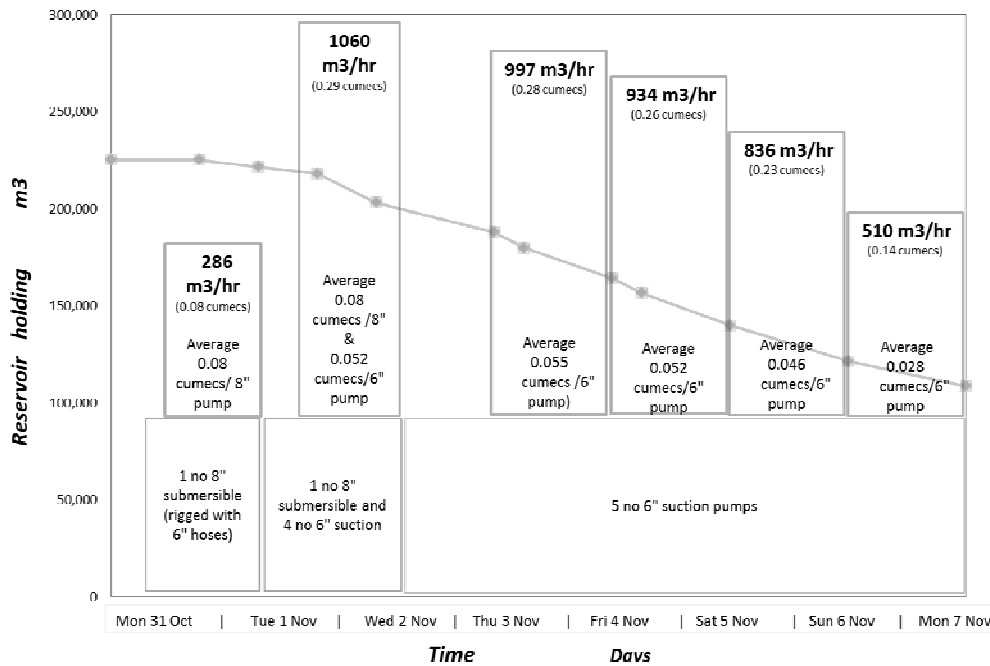 300,000
250,000
200,000
150,000
100,000
50,000
0
Reservoir holding m3
1060
m3/hr
(0.29 cumecs)
997 m3/hr
(0.28 cumecs)
934 m3/hr
(0.26 cumecs)
836 m3/hr
(0.23 cumecs)
510 m3/hr
(0.14 cumecs)
286
m3/hr
(0.08 cumecs)
Average
0.08
cumecs/ 8"
pump
Average
0.08
cumecs /8"
&
0.052
cumecs/6"
pump
Average
0.055
cumecs /6"
pump)
Average
0.052
cumecs/6"
pump
Average
0.046
cumecs/6"
pump
Average
0.028
cumecs/6"
pump
1 no 8"
submersible
(rigged with
6" hoses)
1 no 8"
submersible and
4 no 6" suction
5 no 6" suction pumps
Mon 31 Oct | Tue 1 Nov | Wed 2 Nov | Thu 3 Nov | Fri 4 Nov | Sat 5 Nov | Sun 6 Nov | Mon 7 Nov
Time Days